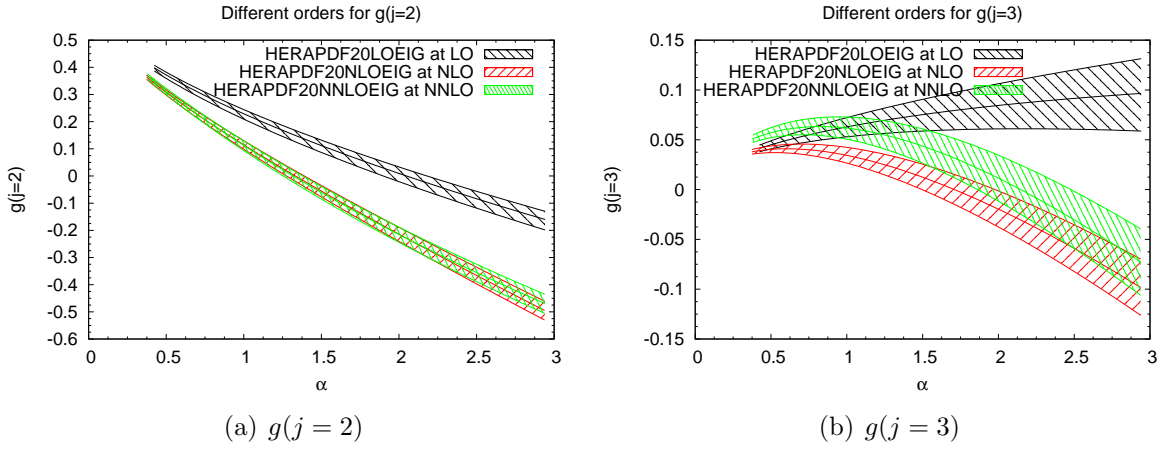 Different orders for g(j=2)
HERAPDF20LOEIG at LO
HERAPDF20NLOEIG at NLO
HERAPDF20NNLOEIG at NNLO
g(j=2)
0.5
0.4
0.3
0.2
0.1
0
-0.1
-0.2
-0.3
-0.4
-0.5
-0.6
0 0.5 1 1.5 2 2.5 3
α
(a) g(j = 2)
Different orders for g(j=3)
HERAPDF20LOEIG at LO
HERAPDF20NLOEIG at NLO
HERAPDF20NNLOEIG at NNLO
g(j=3)
0.15
0.1
0.05
0
-0.05
-0.1
-0.15
0 0.5 1 1.5 2 2.5 3
α
(b) g(j = 3)